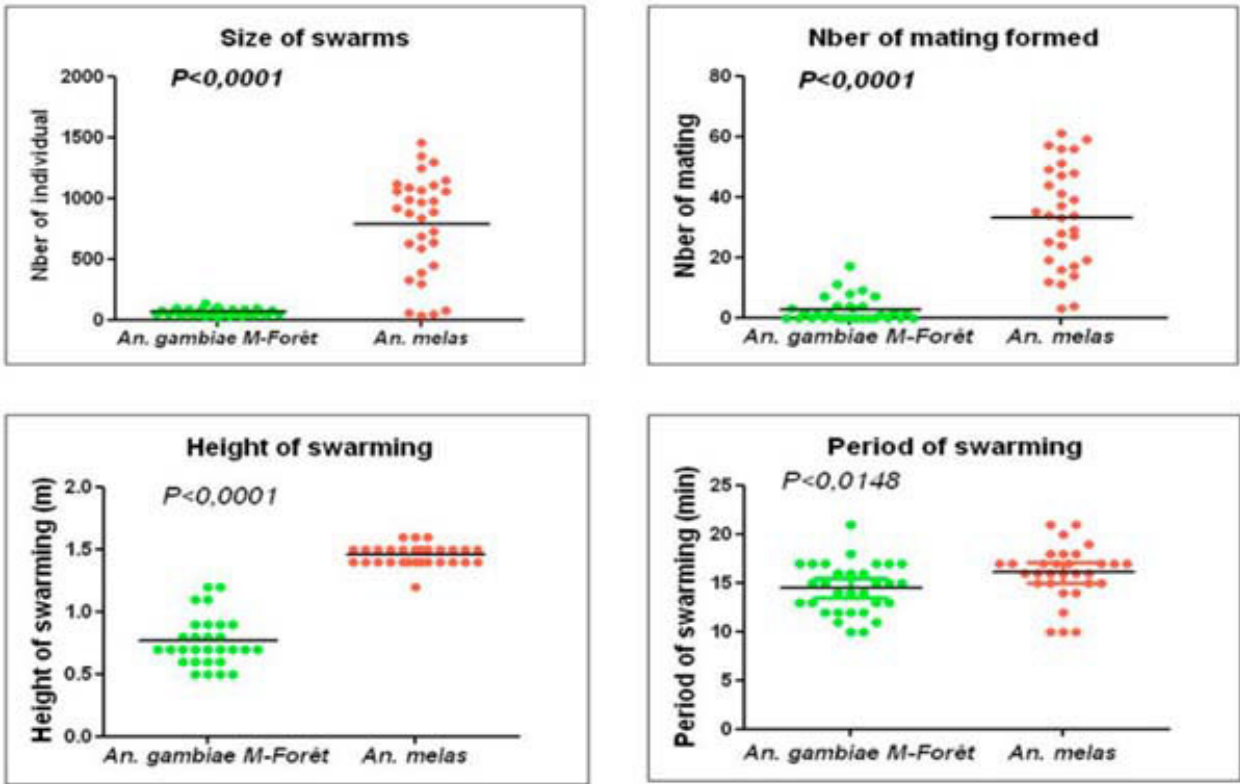 Size of swarms
P<0,0001
Nber of individual
2000
1500
1000
500
0
An. gambiae M-Forêt An. melas
Nber of mating formed
P<0,0001
Nber of mating
80
60
40
20
0
An. gambiae M-Forêt An. melas
Height of swarming
P<0,0001
Height of swarming (m)
2.0
1.5
1.0
0.5
0.0
An. gambiae M-Forêt An. melas
Period of swarming
P<0,0148
Period of swarming (min)
25
20
15
10
5
0
An. gambiae M-Forêt An. melas